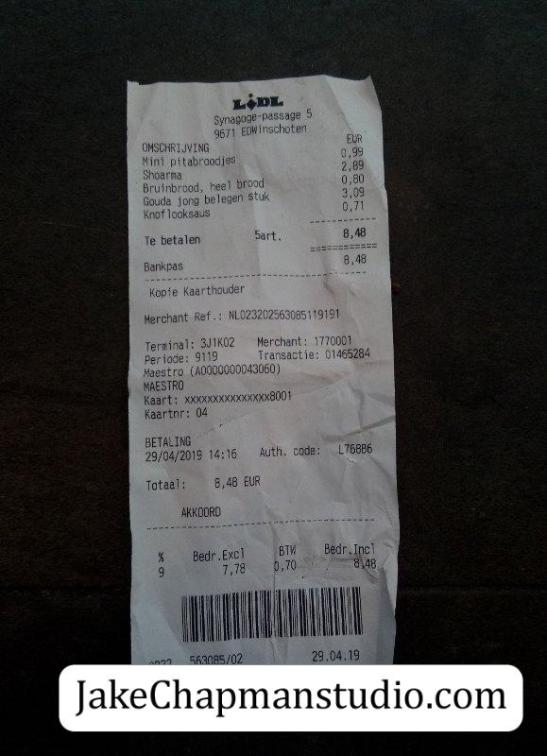 LiDL
Synagoge-passage 5
9671 EDWinschoten
OMSCHRIJVING EUR
Mini pitabroodjes 0,99
Shoarma 2,89
Bruinbrood, heel brood 0,80
Gouda jong belegen stuk 3,09
Knoflooksaus 0,71
Te betalen 5art. 8,48
Bankpas 8,48
Kopie Kaarthouder
Merchant Ref.: NL023202563085119191
Terminal: 3J1K02 Merchant: 1770001
Periode: 9119 Transactie: 01465284
Maestro (A0000000043060)
MAESTRO
Kaart: xxxxxxxxxxxxxxx8001
Kaartnr: 04
BETALING
29/04/2019 14:16 Auth. code: L768B6
Totaal: 8,48 EUR
AKKOORD
% Bedr.Excl BTW Bedr.Incl
9 7,78 0,70 8,48
563085/02 29.04.19
JakeChapmanstudio.com